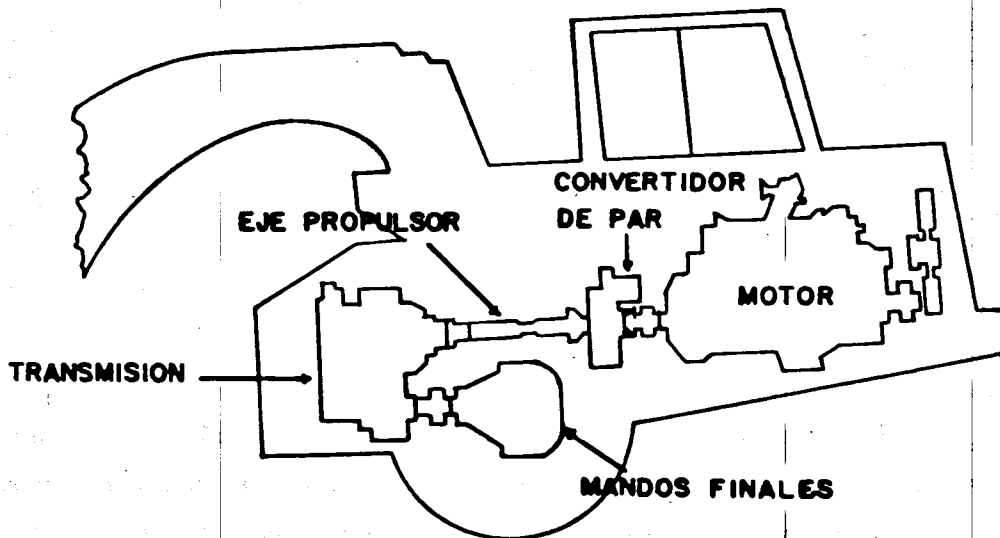 CONVERTIDOR
DE PAR
EJE PROPULSOR
MOTOR
TRANSMISION
MANDOS FINALES